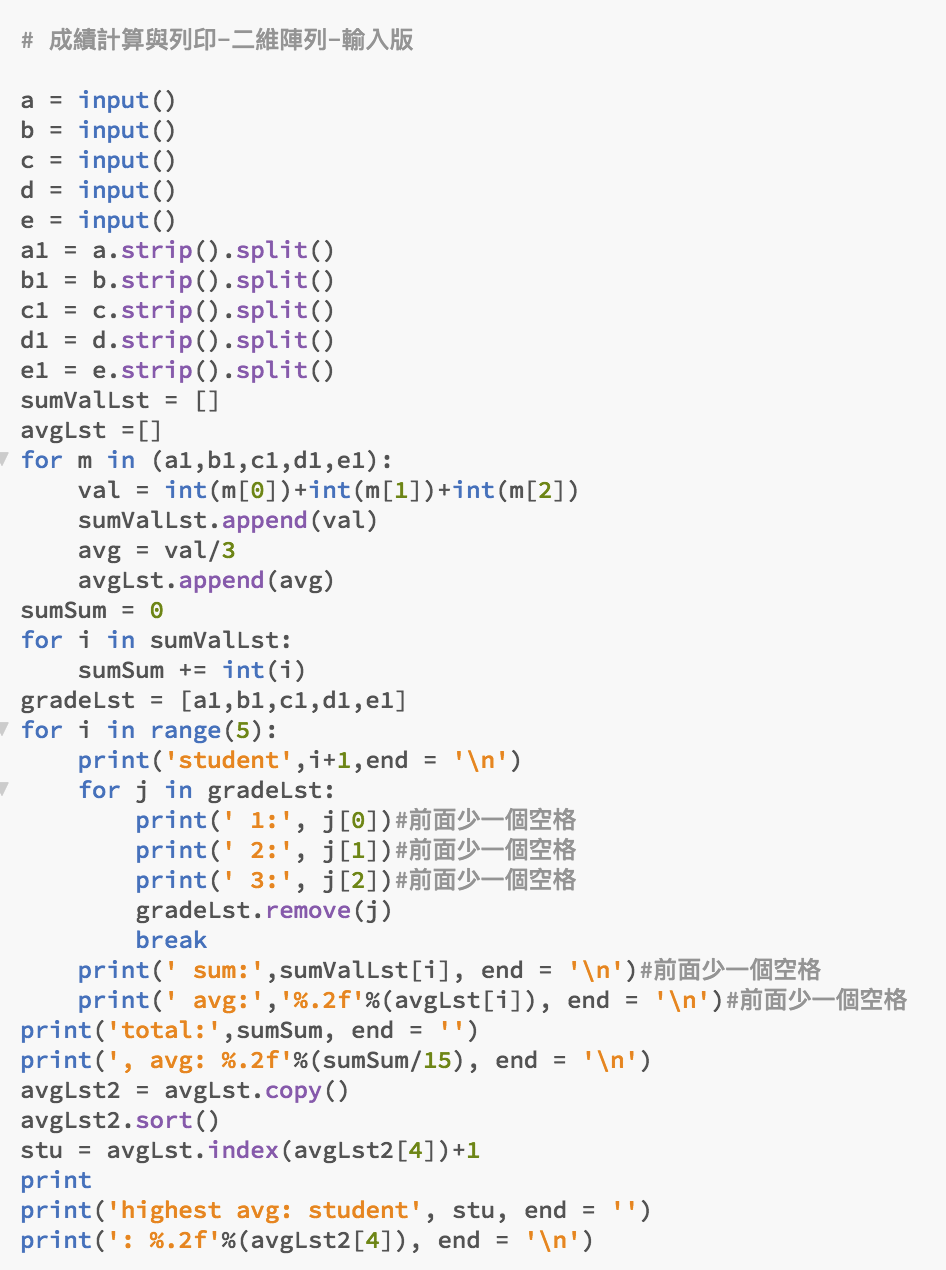 # 成績計算與列印-二維陣列-輸入版
a = input()
b = input()
c = input()
d = input()
e = input()
a1 = a.strip().split()
b1 = b.strip().split()
c1 = c.strip().split()
d1 = d.strip().split()
e1 = e.strip().split()
sumValLst = []
avgLst =[]
for m in (a1,b1,c1,d1,e1):
    val = int(m[0])+int(m[1])+int(m[2])
    sumValLst.append(val)
    avg = val/3
    avgLst.append(avg)
sumSum = 0
for i in sumValLst:
    sumSum += int(i)
gradeLst = [a1,b1,c1,d1,e1]
for i in range(5):
    print('student',i+1,end = '\n')
    for j in gradeLst:
        print(' 1:', j[0])#前面少一個空格
        print(' 2:', j[1])#前面少一個空格
        print(' 3:', j[2])#前面少一個空格
        gradeLst.remove(j)
        break
    print(' sum:',sumValLst[i], end = '\n')#前面少一個空格
    print(' avg:','%.2f'%(avgLst[i]), end = '\n')#前面少一個空格
print('total:',sumSum, end = '')
print(', avg: %.2f'%(sumSum/15), end = '\n')
avgLst2 = avgLst.copy()
avgLst2.sort()
stu = avgLst.index(avgLst2[4])+1
print
print('highest avg: student', stu, end = '')
print(': %.2f'%(avgLst2[4]), end = '\n')